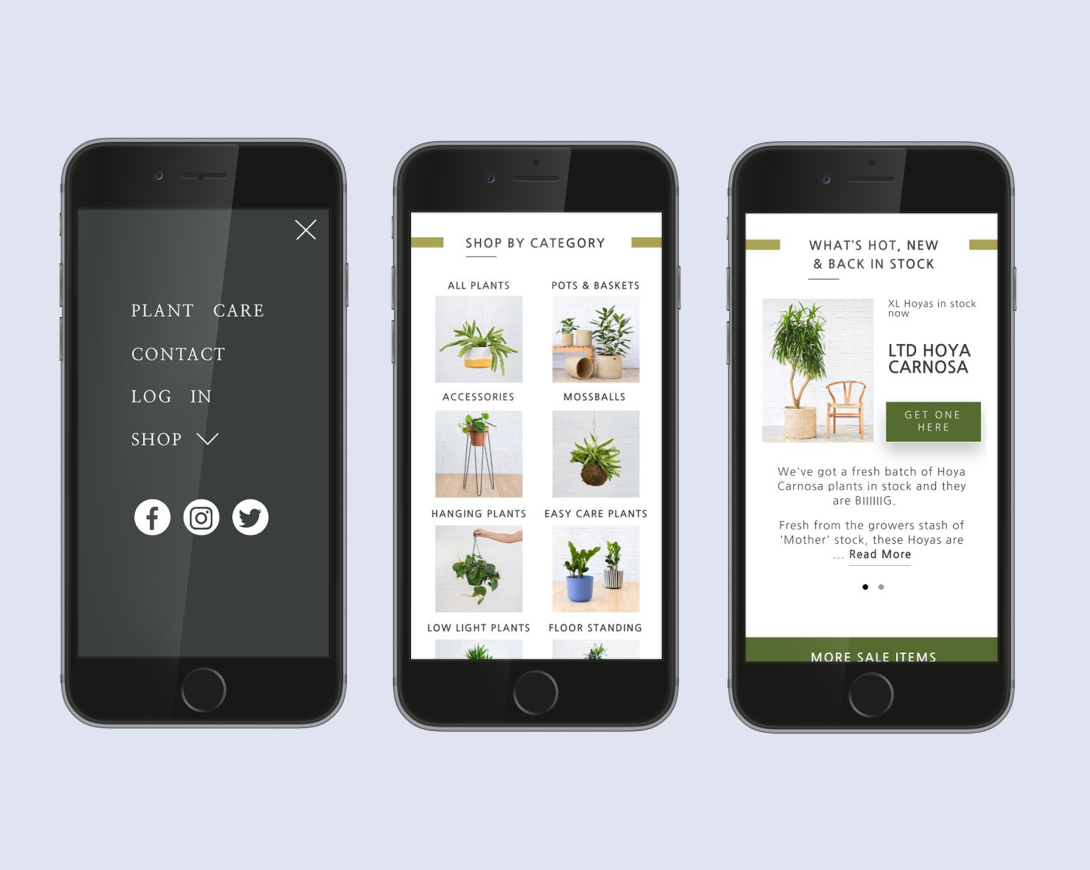 PLANT CARE
CONTACT
LOG IN
SHOP
SHOP BY CATEGORY
ALL PLANTS
POTS & BASKETS
ACCESSORIES
MOSSBALLS
HANGING PLANTS
EASY CARE PLANTS
LOW LIGHT PLANTS
FLOOR STANDING
WHAT'S HOT, NEW
& BACK IN STOCK
XL Hoyas in stock
now
LTD HOYA
CARNOSA
GET ONE
HERE
We've got a fresh batch of Hoya
Carnosa plants in stock and they
are BIIIIIIG.
Fresh from the growers stash of
'Mother' stock, these Hoyas are
... Read More
MORE SALE ITEMS